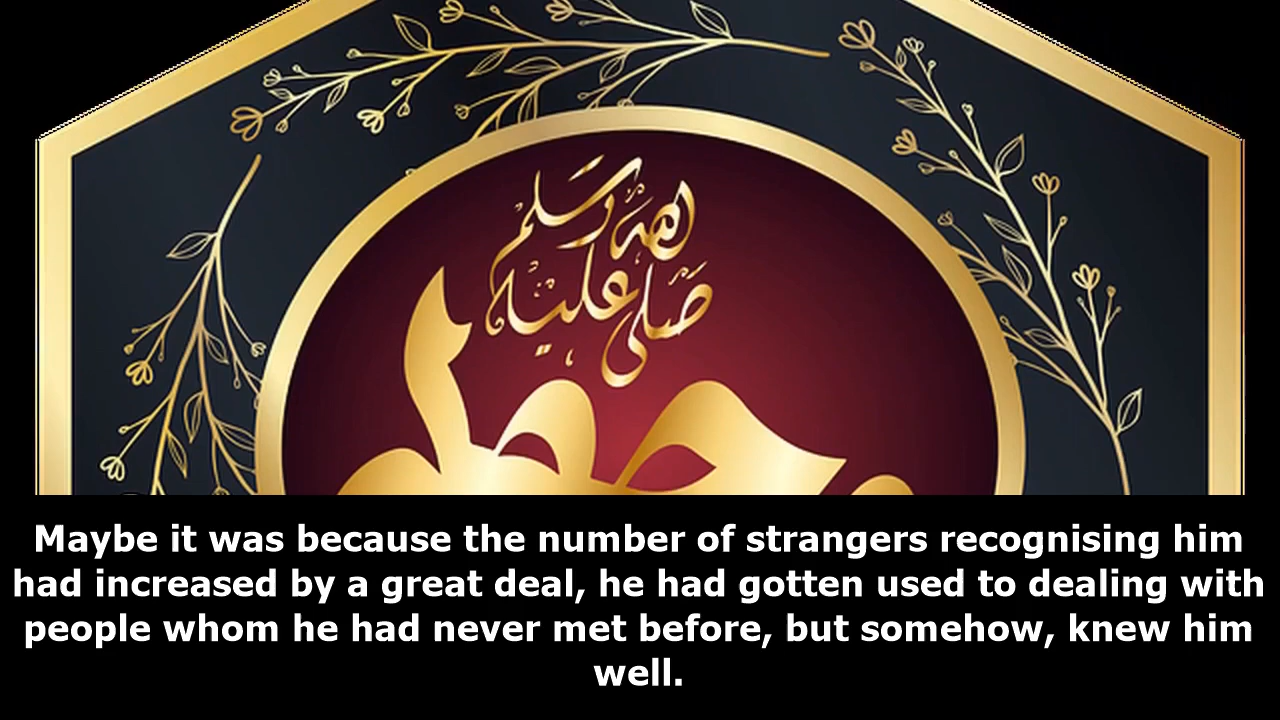 صلى الله عليه وسلم
Maybe it was because the number of strangers recognising him
had increased by a great deal, he had gotten used to dealing with
people whom he had never met before, but somehow, knew him
well.